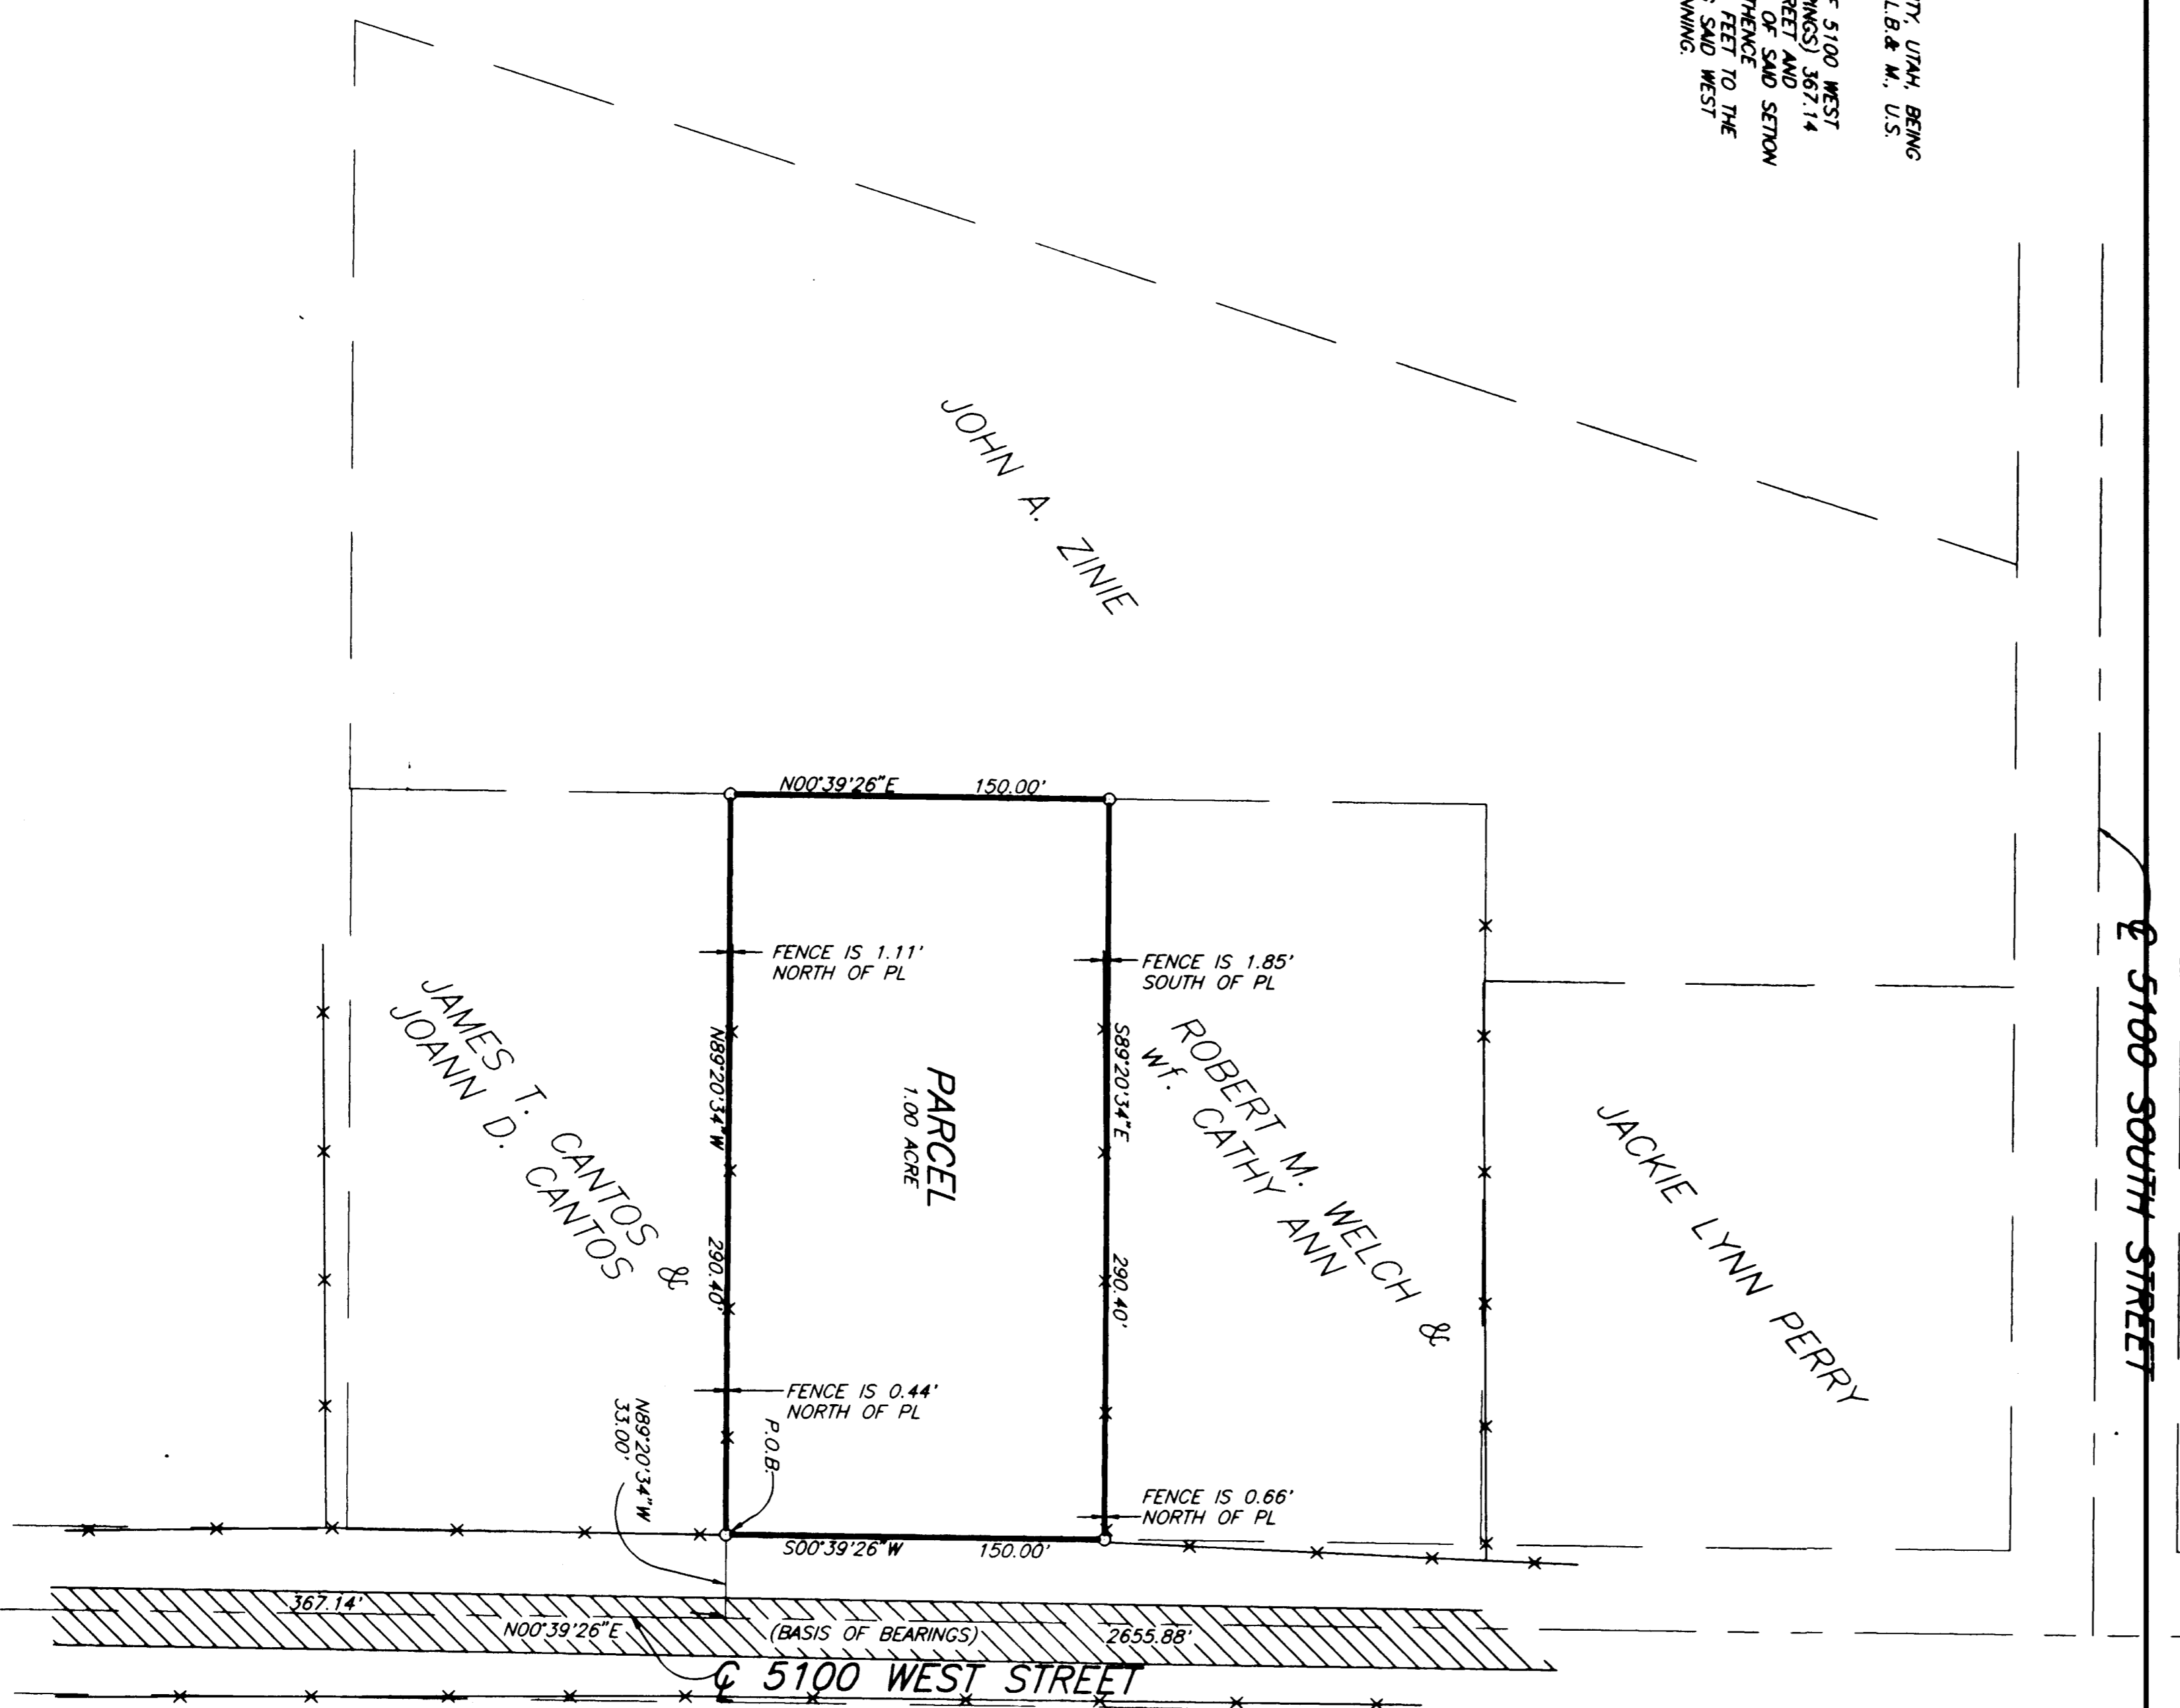 TY, UTAH, BEING
L.B.& M., U.S.
F 5100 WEST
INGS) 367.14
REET AND
OF SAID SETION
THENCE
FEET TO THE
G SAID WEST
NNING.
JOHN A. ZINIE
N00°39'26"E 150.00'
FENCE IS 1.11'
NORTH OF PL
FENCE IS 1.85'
SOUTH OF PL
N89°20'34"W 290.40'
S89°20'34"E 290.40'
PARCEL
1.00 ACRE
JAMES T. CANTOS &
JOANN D. CANTOS
ROBERT M. WELCH &
wf. CATHY ANN
JACKIE LYNN PERRY
℄ 5100 SOUTH STREET
FENCE IS 0.44'
NORTH OF PL
N89°20'34"W
33.00'
P.O.B.
FENCE IS 0.66'
NORTH OF PL
S00°39'26"W 150.00'
367.14'
N00°39'26"E (BASIS OF BEARINGS) 2655.88'
℄ 5100 WEST STREET